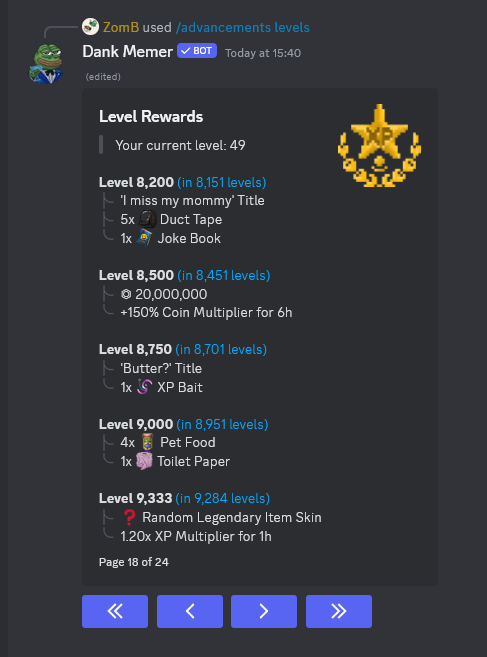 ZomB used /advancements levels
Dank Memer BOT Today at 15:40
(edited)
Level Rewards
XP
Your current level: 49
Level 8,200 (in 8,151 levels)
'I miss my mommy' Title
5x Duct Tape
1x Joke Book
Level 8,500 (in 8,451 levels)
⏣ 20,000,000
+150% Coin Multiplier for 6h
Level 8,750 (in 8,701 levels)
'Butter?' Title
1x XP Bait
Level 9,000 (in 8,951 levels)
4x Pet Food
1x Toilet Paper
Level 9,333 (in 9,284 levels)
❓ Random Legendary Item Skin
1.20x XP Multiplier for 1h
Page 18 of 24